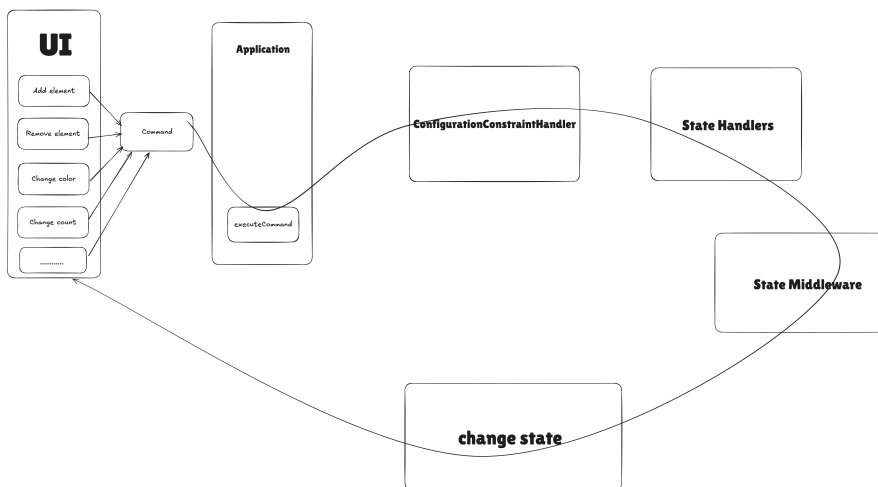 UI
Add element
Remove element
Change color
Change count
...........
Command
Application
executeCommand
ConfigurationConstraintHandler
State Handlers
State Middleware
change state